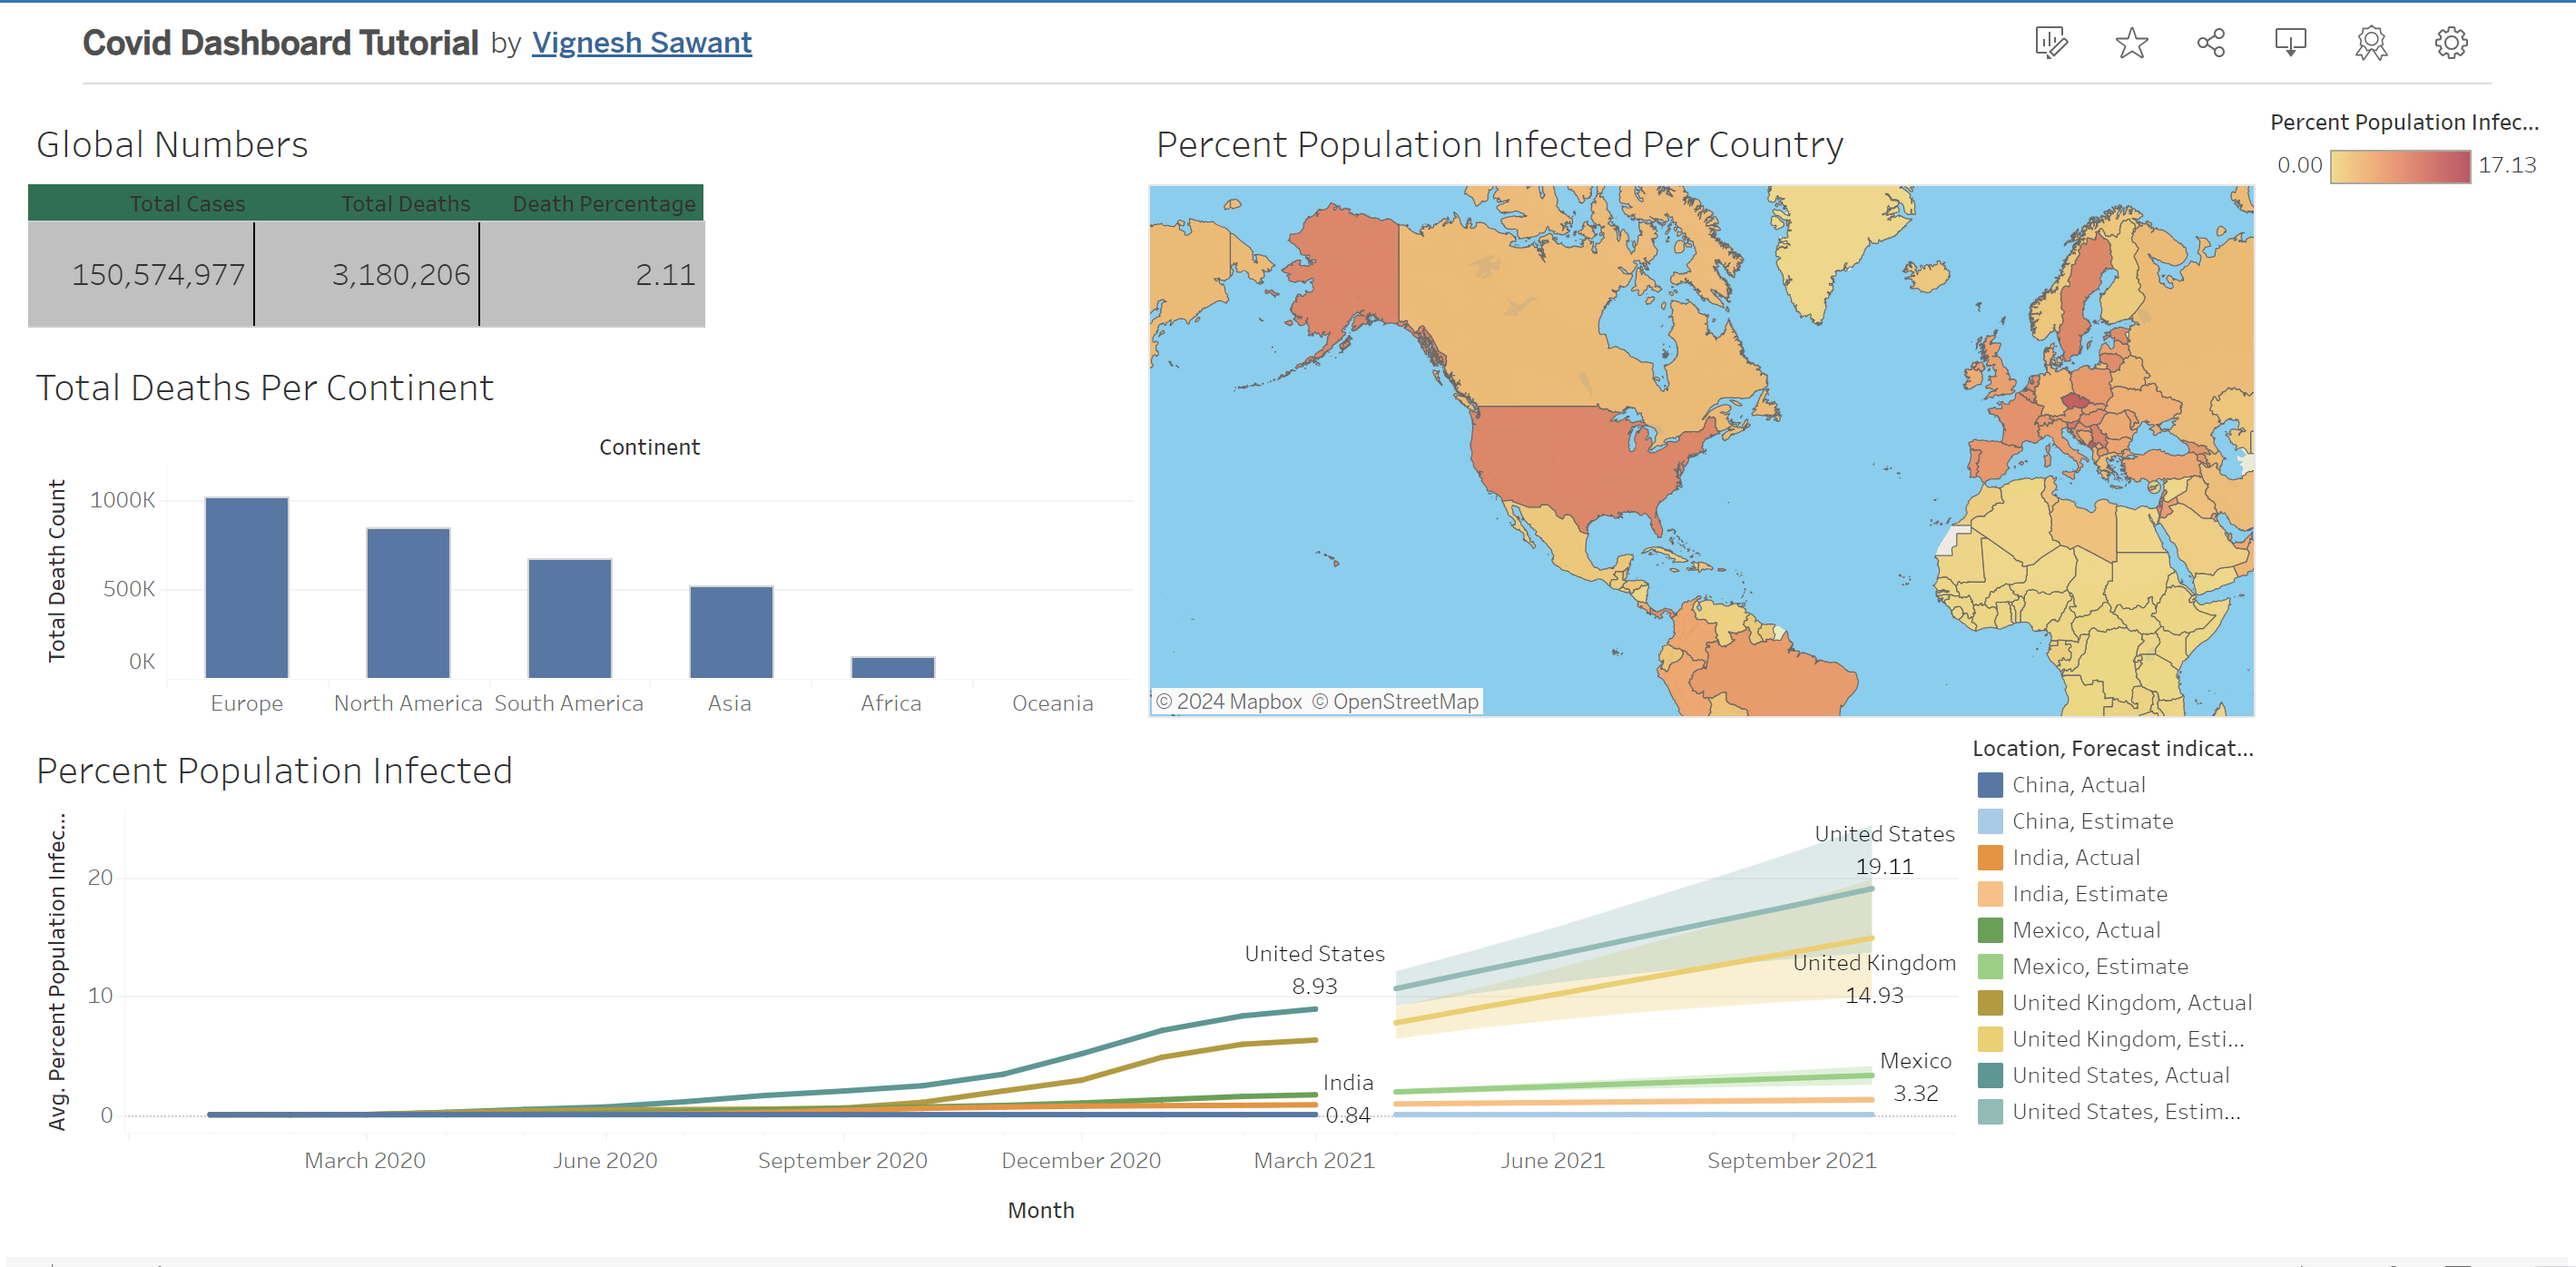 Covid Dashboard Tutorial by Vignesh Sawant
Global Numbers
Total Cases Total Deaths Death Percentage
150,574,977 3,180,206 2.11
Total Deaths Per Continent
Continent
Total Death Count
1000K
500K
0K
Europe North America South America Asia Africa Oceania
Percent Population Infected Per Country
© 2024 Mapbox © OpenStreetMap
Percent Population Infec...
0.00 17.13
Percent Population Infected
Avg. Percent Population Infec...
20
10
0
United States
8.93
India
0.84
United States
19.11
United Kingdom
14.93
Mexico
3.32
March 2020 June 2020 September 2020 December 2020 March 2021 June 2021 September 2021
Month
Location, Forecast indicat...
China, Actual
China, Estimate
India, Actual
India, Estimate
Mexico, Actual
Mexico, Estimate
United Kingdom, Actual
United Kingdom, Esti...
United States, Actual
United States, Estim...